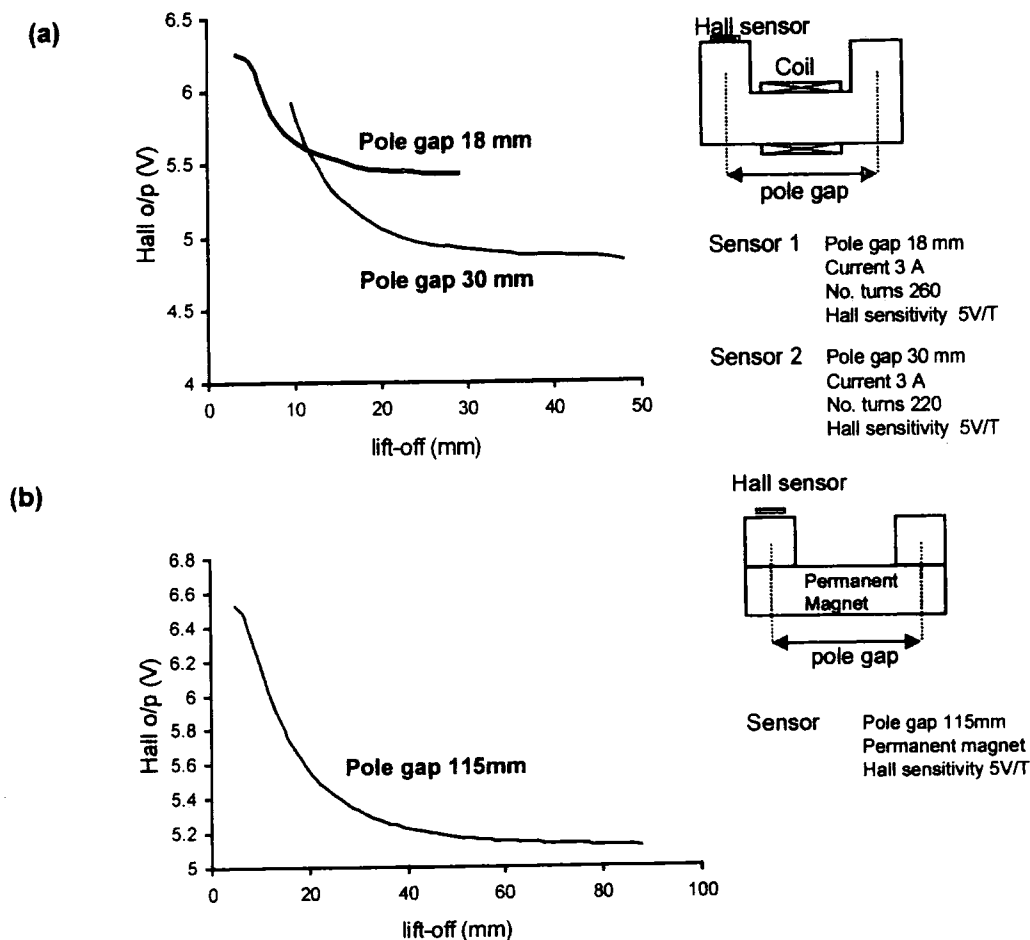 (a)
Hall o/p (V)
6.5
6
5.5
5
4.5
4
0
10
20
30
40
50
lift-off (mm)
Pole gap 18 mm
Pole gap 30 mm
Hall sensor
Coil
pole gap
Sensor 1 Pole gap 18 mm
Current 3 A
No. turns 260
Hall sensitivity 5V/T
Sensor 2 Pole gap 30 mm
Current 3 A
No. turns 220
Hall sensitivity 5V/T
(b)
Hall o/p (V)
6.8
6.6
6.4
6.2
6
5.8
5.6
5.4
5.2
5
0
20
40
60
80
100
lift-off (mm)
Pole gap 115mm
Hall sensor
Permanent
Magnet
pole gap
Sensor Pole gap 115mm
Permanent magnet
Hall sensitivity 5V/T